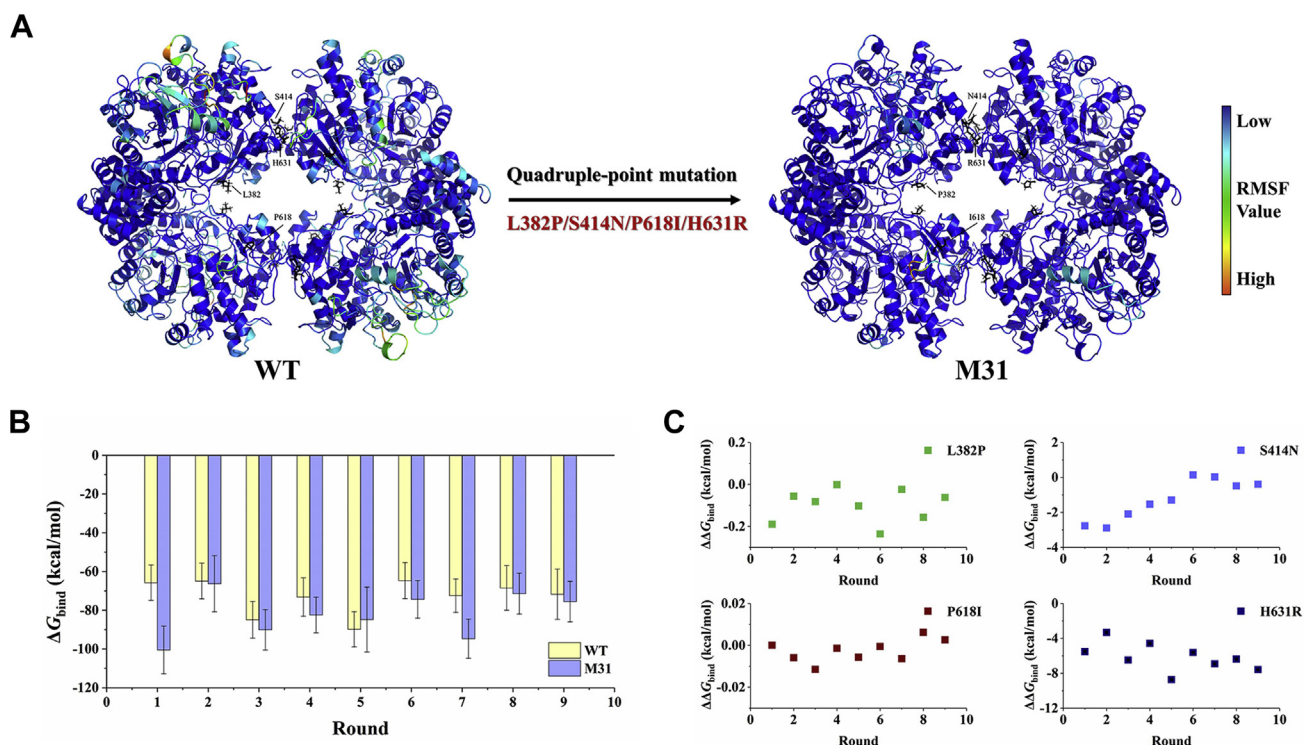 A
S414
H631
L382
P618
WT
Quadruple-point mutation
L382P/S414N/P618I/H631R
N414
R631
P382
I618
M31
Low
RMSF
Value
High
B
0
-20
-40
-60
-80
-100
-120
ΔGbind (kcal/mol)
WT
M31
0 1 2 3 4 5 6 7 8 9 10
Round
C
0.2
0.0
-0.2
ΔΔGbind (kcal/mol)
L382P
0 2 4 6 8 10
Round
2
0
-2
-4
ΔΔGbind (kcal/mol)
S414N
0 2 4 6 8 10
Round
0.02
0.00
-0.02
ΔΔGbind (kcal/mol)
P618I
0 2 4 6 8 10
Round
0
-4
-8
-12
ΔΔGbind (kcal/mol)
H631R
0 2 4 6 8 10
Round